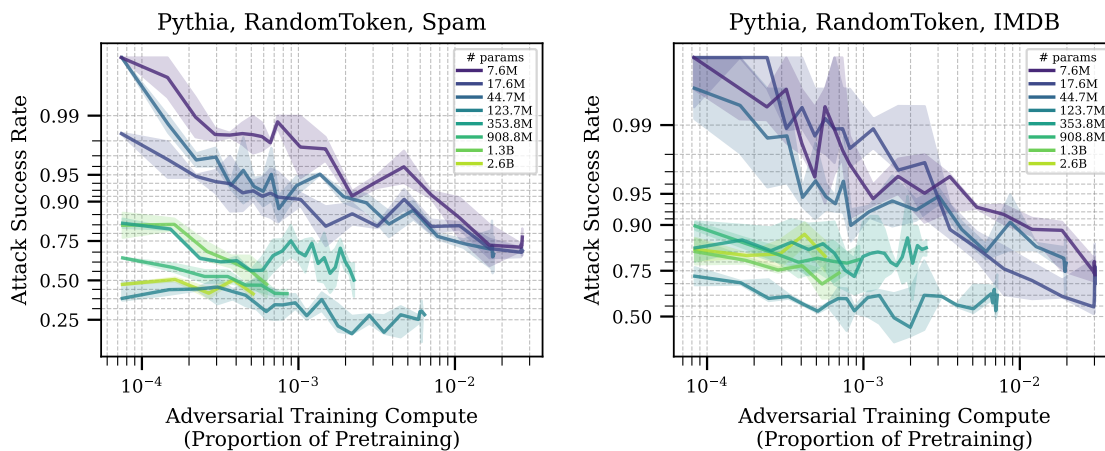 Pythia, RandomToken, Spam
Attack Success Rate
0.99
0.95
0.90
0.75
0.50
0.25
# params
7.6M
17.6M
44.7M
123.7M
353.8M
908.8M
1.3B
2.6B
10⁻⁴
10⁻³
10⁻²
Adversarial Training Compute
(Proportion of Pretraining)
Pythia, RandomToken, IMDB
Attack Success Rate
0.99
0.95
0.90
0.75
0.50
# params
7.6M
17.6M
44.7M
123.7M
353.8M
908.8M
1.3B
2.6B
10⁻⁴
10⁻³
10⁻²
Adversarial Training Compute
(Proportion of Pretraining)